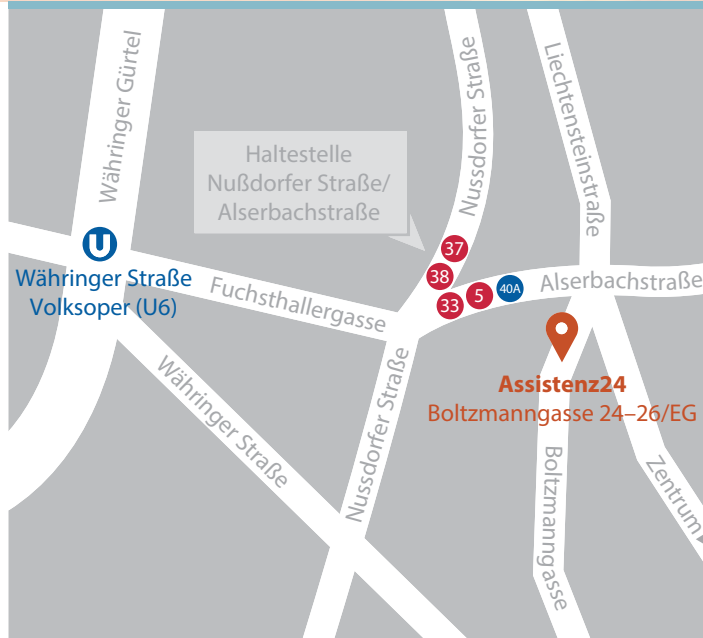 Währinger Gürtel
Nussdorfer Straße
Liechtensteinstraße
Haltestelle
Nußdorfer Straße/
Alserbachstraße
U
Währinger Straße
Volksoper (U6)
37
38
33
5
40A
Alserbachstraße
Fuchsthallergasse
Assistenz24
Boltzmanngasse 24–26/EG
Währinger Straße
Nussdorfer Straße
Boltzmanngasse
Zentrum